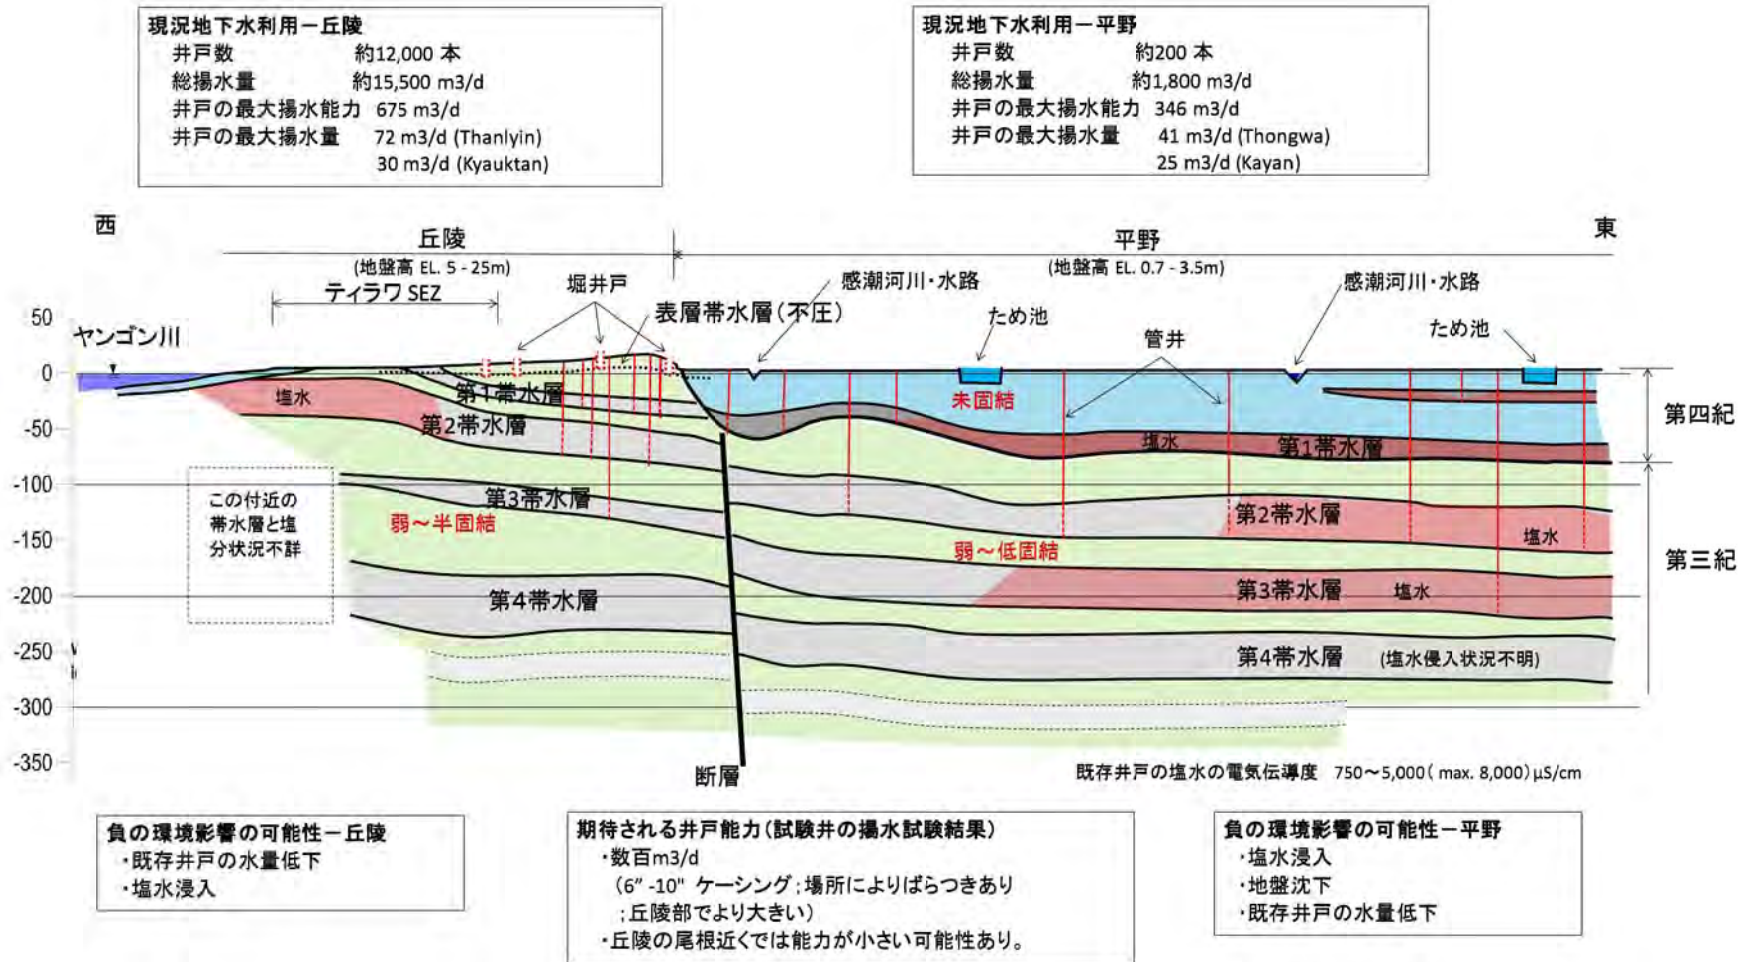 現況地下水利用－丘陵
井戸数 約12,000 本
総揚水量 約15,500 m3/d
井戸の最大揚水能力 675 m3/d
井戸の最大揚水量 72 m3/d (Thanlyin)
30 m3/d (Kyauktan)
現況地下水利用－平野
井戸数 約200 本
総揚水量 約1,800 m3/d
井戸の最大揚水能力 346 m3/d
井戸の最大揚水量 41 m3/d (Thongwa)
25 m3/d (Kayan)
西
東
丘陵
(地盤高 EL. 5 - 25m)
平野
(地盤高 EL. 0.7 - 3.5m)
ティラワ SEZ
堀井戸
表層帯水層(不圧)
感潮河川・水路
ため池
管井
感潮河川・水路
ため池
ヤンゴン川
50
0
-50
-100
-150
-200
-250
-300
-350
塩水
第1帯水層
第2帯水層
第3帯水層
弱～半固結
第4帯水層
この付近の
帯水層と塩
分状況不詳
未固結
塩水
第1帯水層
第2帯水層
塩水
弱～低固結
第3帯水層
塩水
第4帯水層
(塩水侵入状況不明)
第四紀
第三紀
断層
既存井戸の塩水の電気伝導度 750～5,000( max. 8,000) μS/cm
負の環境影響の可能性－丘陵
・既存井戸の水量低下
・塩水浸入
期待される井戸能力(試験井の揚水試験結果)
・数百m3/d
(6” -10" ケーシング；場所によりばらつきあり
；丘陵部でより大きい)
・丘陵の尾根近くでは能力が小さい可能性あり。
負の環境影響の可能性－平野
・塩水浸入
・地盤沈下
・既存井戸の水量低下